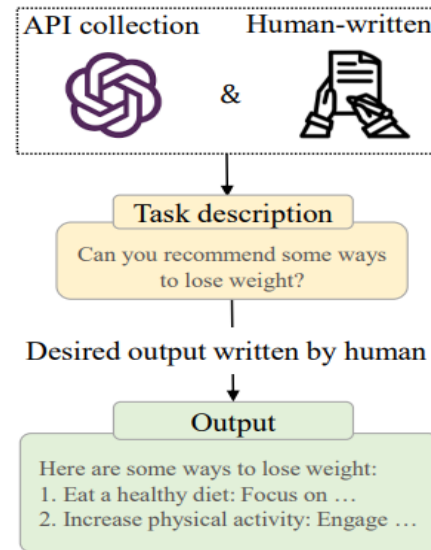 API collection
Human-written
&
Task description
Can you recommend some ways
to lose weight?
Desired output written by human
Output
Here are some ways to lose weight:
1. Eat a healthy diet: Focus on …
2. Increase physical activity: Engage …